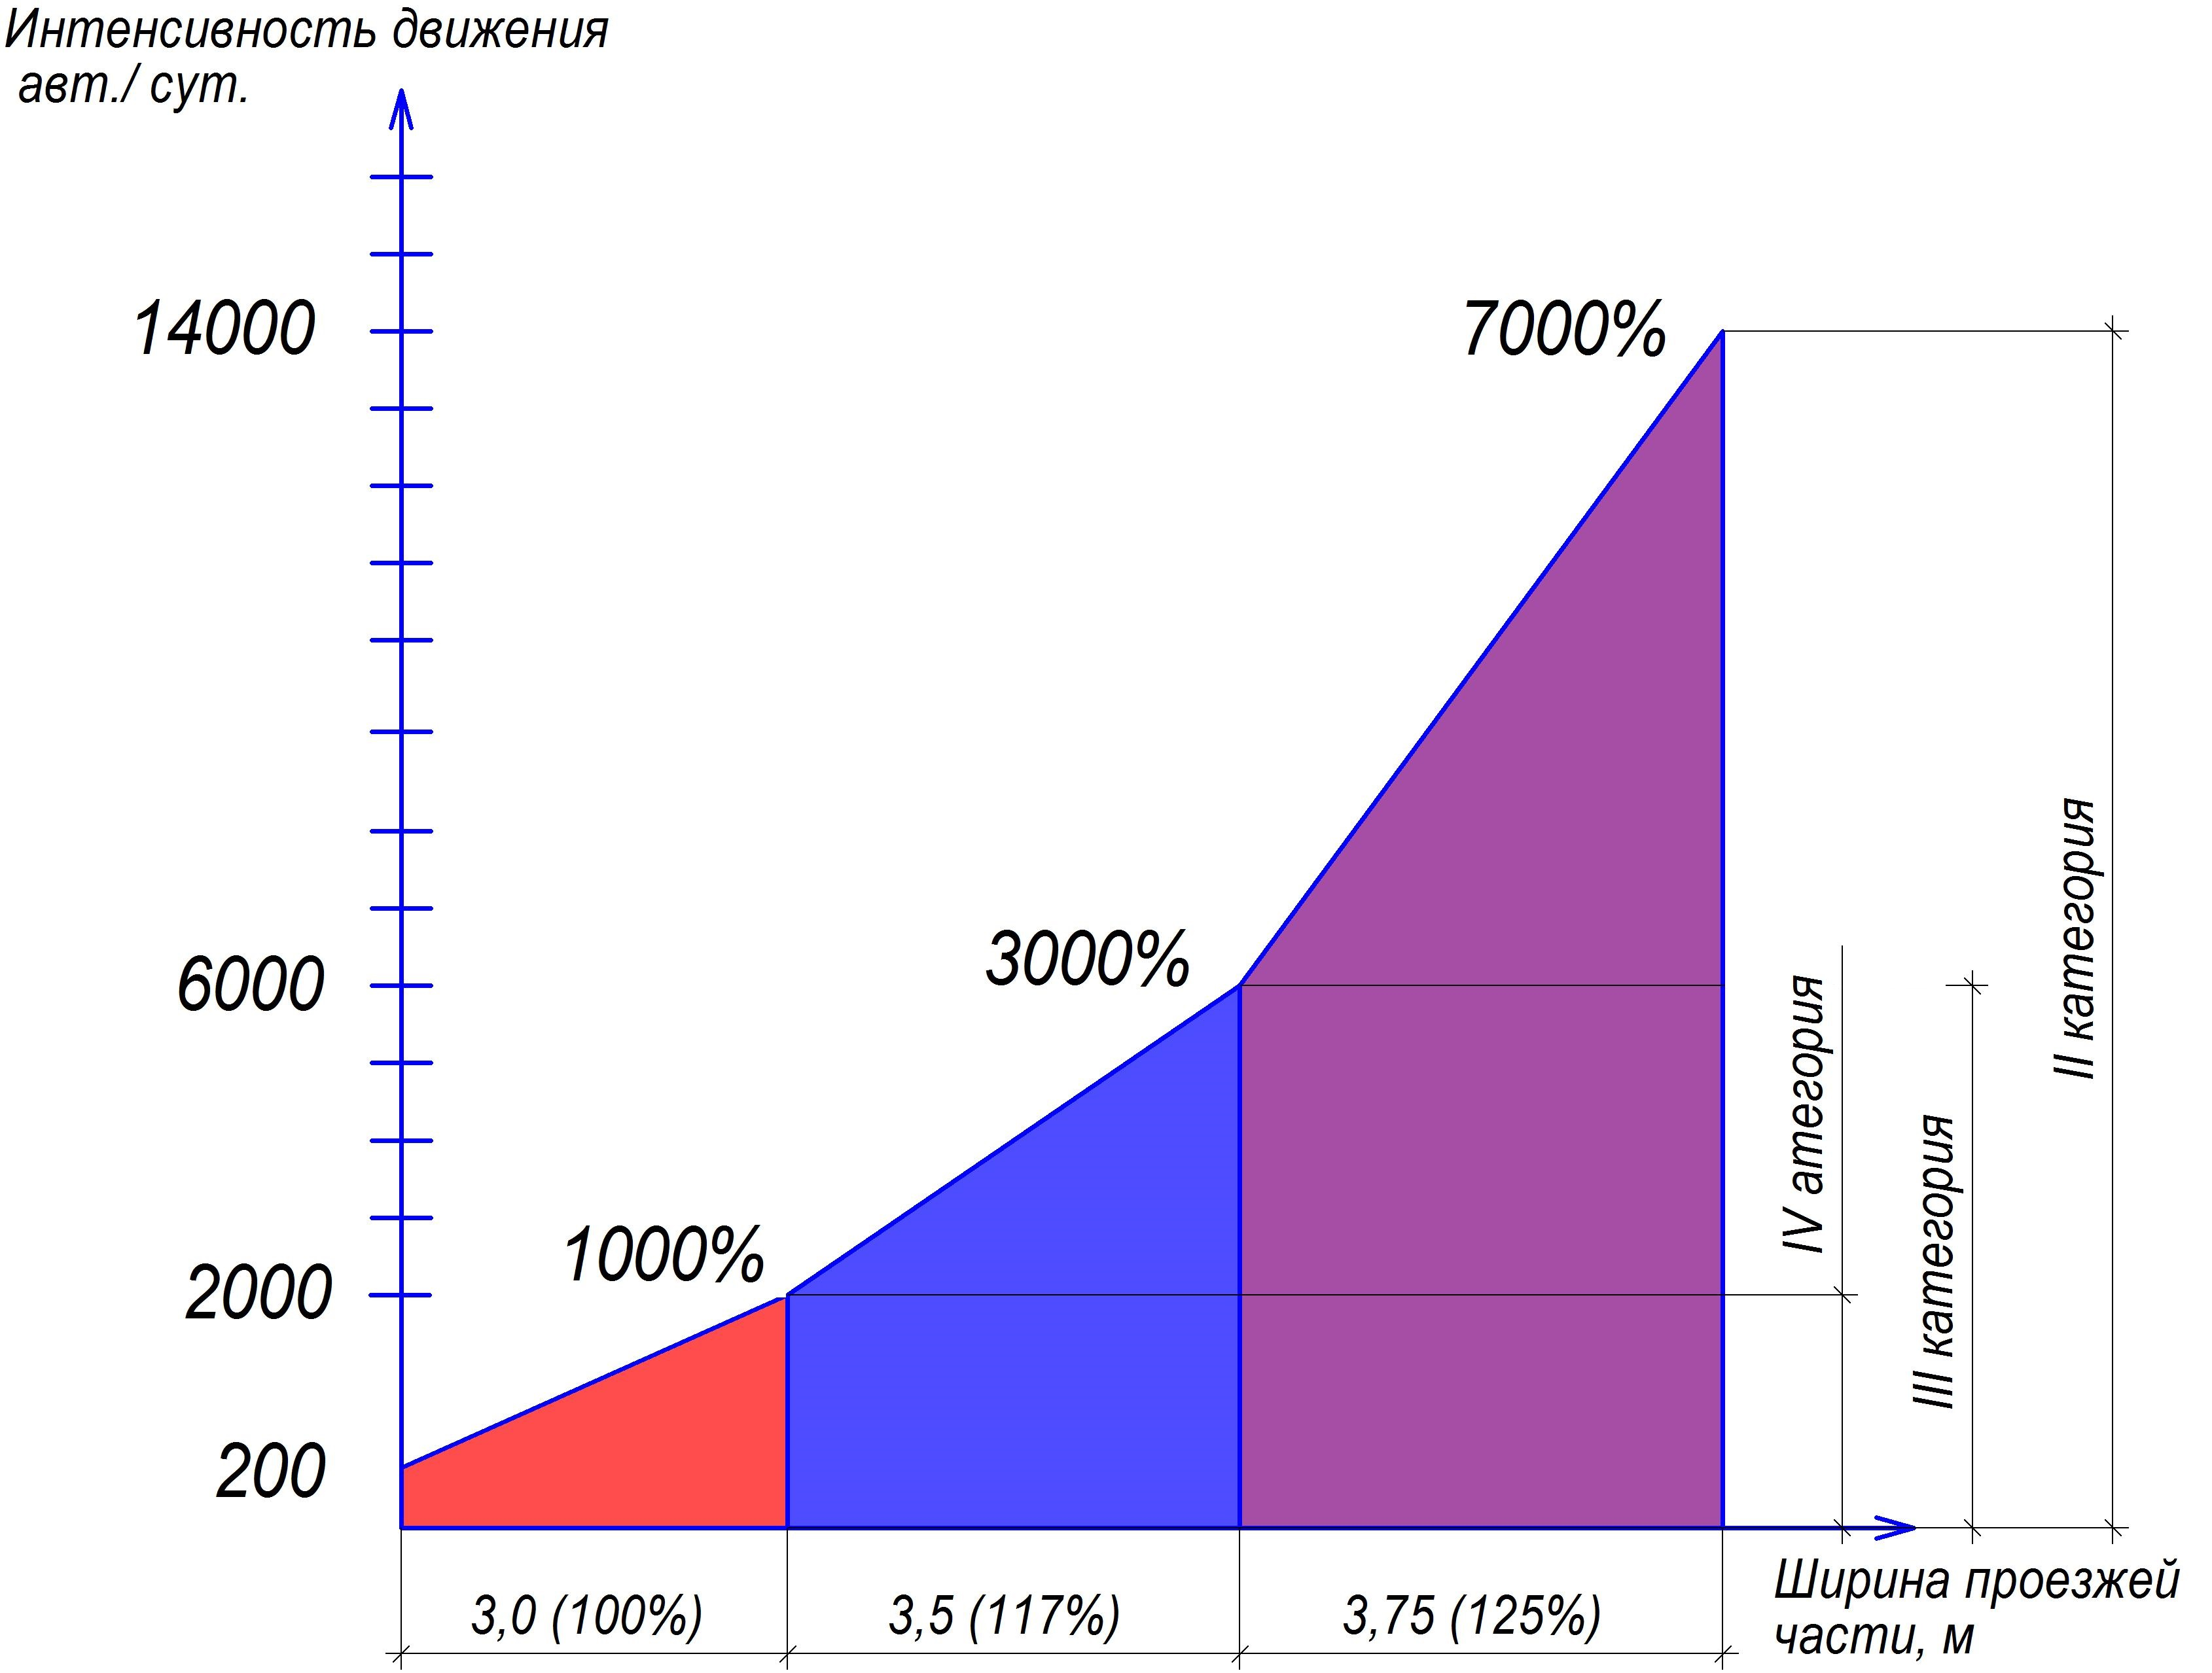 Интенсивность движения
авт./ сут.
14000
7000%
6000
3000%
2000
1000%
200
IV атегория
III категория
II категория
3,0 (100%)
3,5 (117%)
3,75 (125%)
Ширина проезжей
части, м